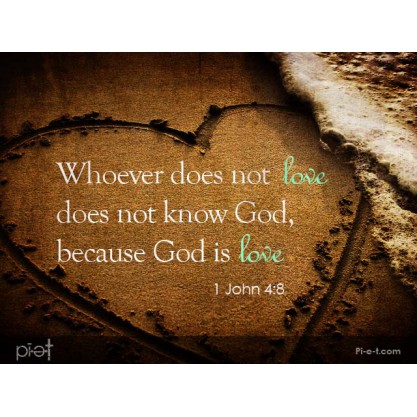 Whoever does not love
does not know God,
because God is love
1 John 4:8
pi-et
Pi-e-t.com